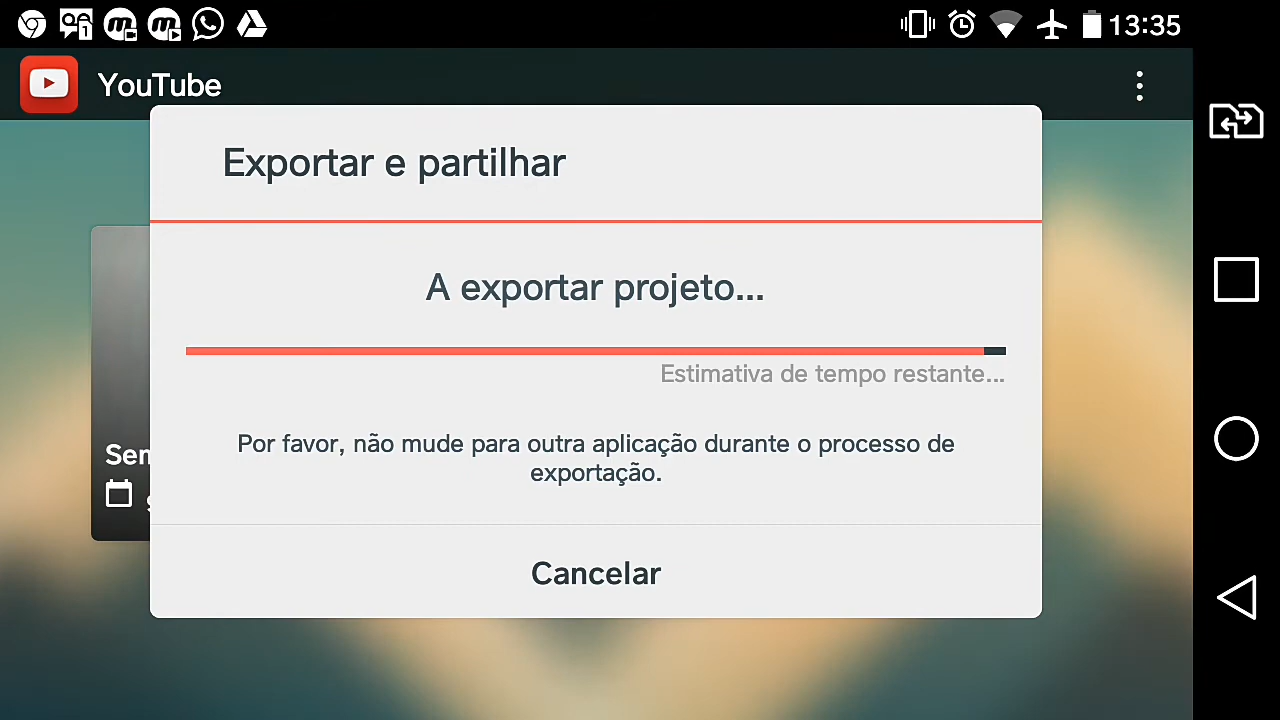 13:35
YouTube
Exportar e partilhar
A exportar projeto...
Estimativa de tempo restante...
Por favor, não mude para outra aplicação durante o processo de
exportação.
Sem
Cancelar